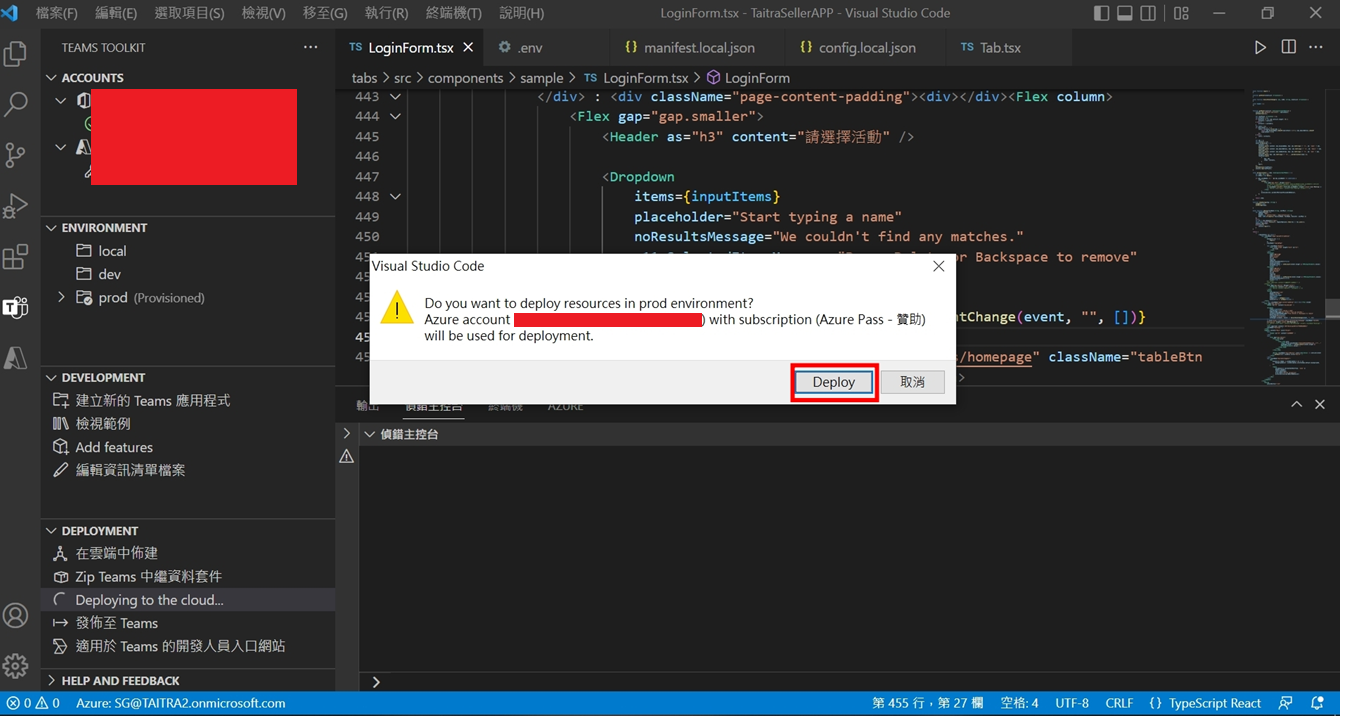 檔案(F) 編輯(E) 選取項目(S) 檢視(V) 移至(G) 執行(R) 終端機(T) 說明(H) LoginForm.tsx - TaitraSellerAPP - Visual Studio Code
TEAMS TOOLKIT
TS LoginForm.tsx .env {} manifest.local.json {} config.local.json TS Tab.tsx
ACCOUNTS
tabs > src > components > sample > TS LoginForm.tsx > LoginForm
443 </div> : <div className="page-content-padding"><div></div><Flex column>
444 <Flex gap="gap.smaller">
445 <Header as="h3" content="請選擇活動" />
446
447 <Dropdown
448 items={inputItems}
449 placeholder="Start typing a name"
450 noResultsMessage="We couldn't find any matches."
or Backspace to remove"
tChange(event, "", [])}
/homepage" className="tableBtn
ENVIRONMENT
local
dev
prod (Provisioned)
Visual Studio Code
Do you want to deploy resources in prod environment?
Azure account ) with subscription (Azure Pass - 贊助)
will be used for deployment.
Deploy 取消
DEVELOPMENT
建立新的 Teams 應用程式
檢視範例
Add features
編輯資訊清單檔案
輸出 偵錯主控台 終端機 AZURE
偵錯主控台
DEPLOYMENT
在雲端中佈建
Zip Teams 中繼資料套件
Deploying to the cloud...
發佈至 Teams
適用於 Teams 的開發人員入口網站
HELP AND FEEDBACK
0 0 Azure: SG@TAITRA2.onmicrosoft.com 第 455 行，第 27 欄 空格: 4 UTF-8 CRLF {} TypeScript React